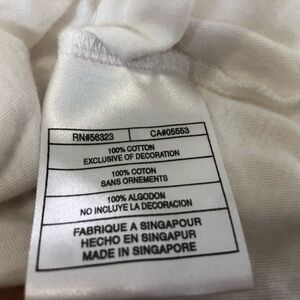 RN#56323 CA#05553
100% COTTON
EXCLUSIVE OF DECORATION
100% COTON
SANS ORNEMENTS
100% ALGODON
NO INCLUYE LA DECORACION
FABRIQUE A SINGAPOUR
HECHO EN SINGAPUR
MADE IN SINGAPORE